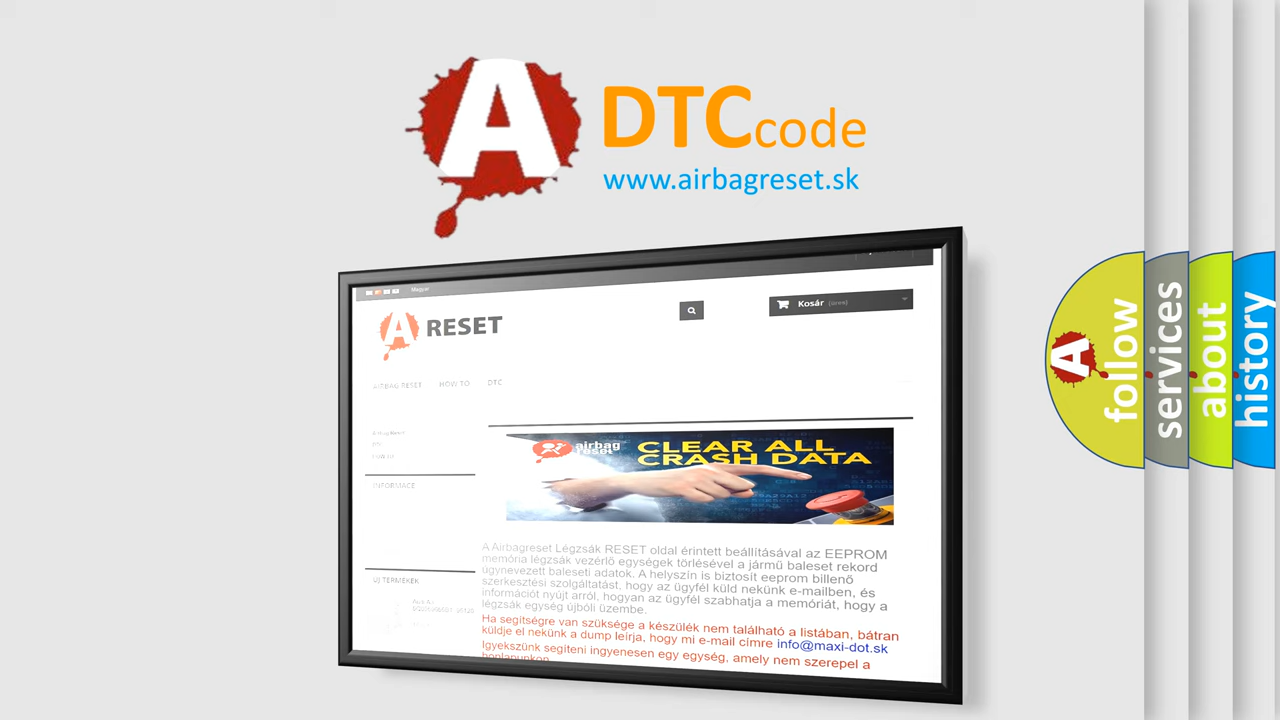 A
DTCcode
www.airbagreset.sk
Magyar
A RESET
Kosár (üres)
AIRBAG RESET HOW TO DTC
INFORMACE
ÚJ TERMÉKEK
airbag
reset
CLEAR ALL
CRASH DATA
A Airbagreset Légzsák RESET oldal érintett beállításával az EEPROM
memória légzsák vezérlő egységek törlésével a jármű baleset rekord
úgynevezett baleseti adatok. A helyszín is biztosít eeprom billenő
szerkesztési szolgáltatást, hogy az ügyfél küld nekünk e-mailben, és
információt nyújt arról, hogyan az ügyfél szabhatja a memóriát, hogy a
légzsák egység újbóli üzembe.
Ha segítségre van szüksége a készülék nem található a listában, bátran
küldje el nekünk a dump leírja, hogy mi e-mail címre info@maxi-dot.sk
Igyekszünk segíteni ingyenesen egy egység, amely nem szerepel a
honlapunkon
A
follow
services
about
history